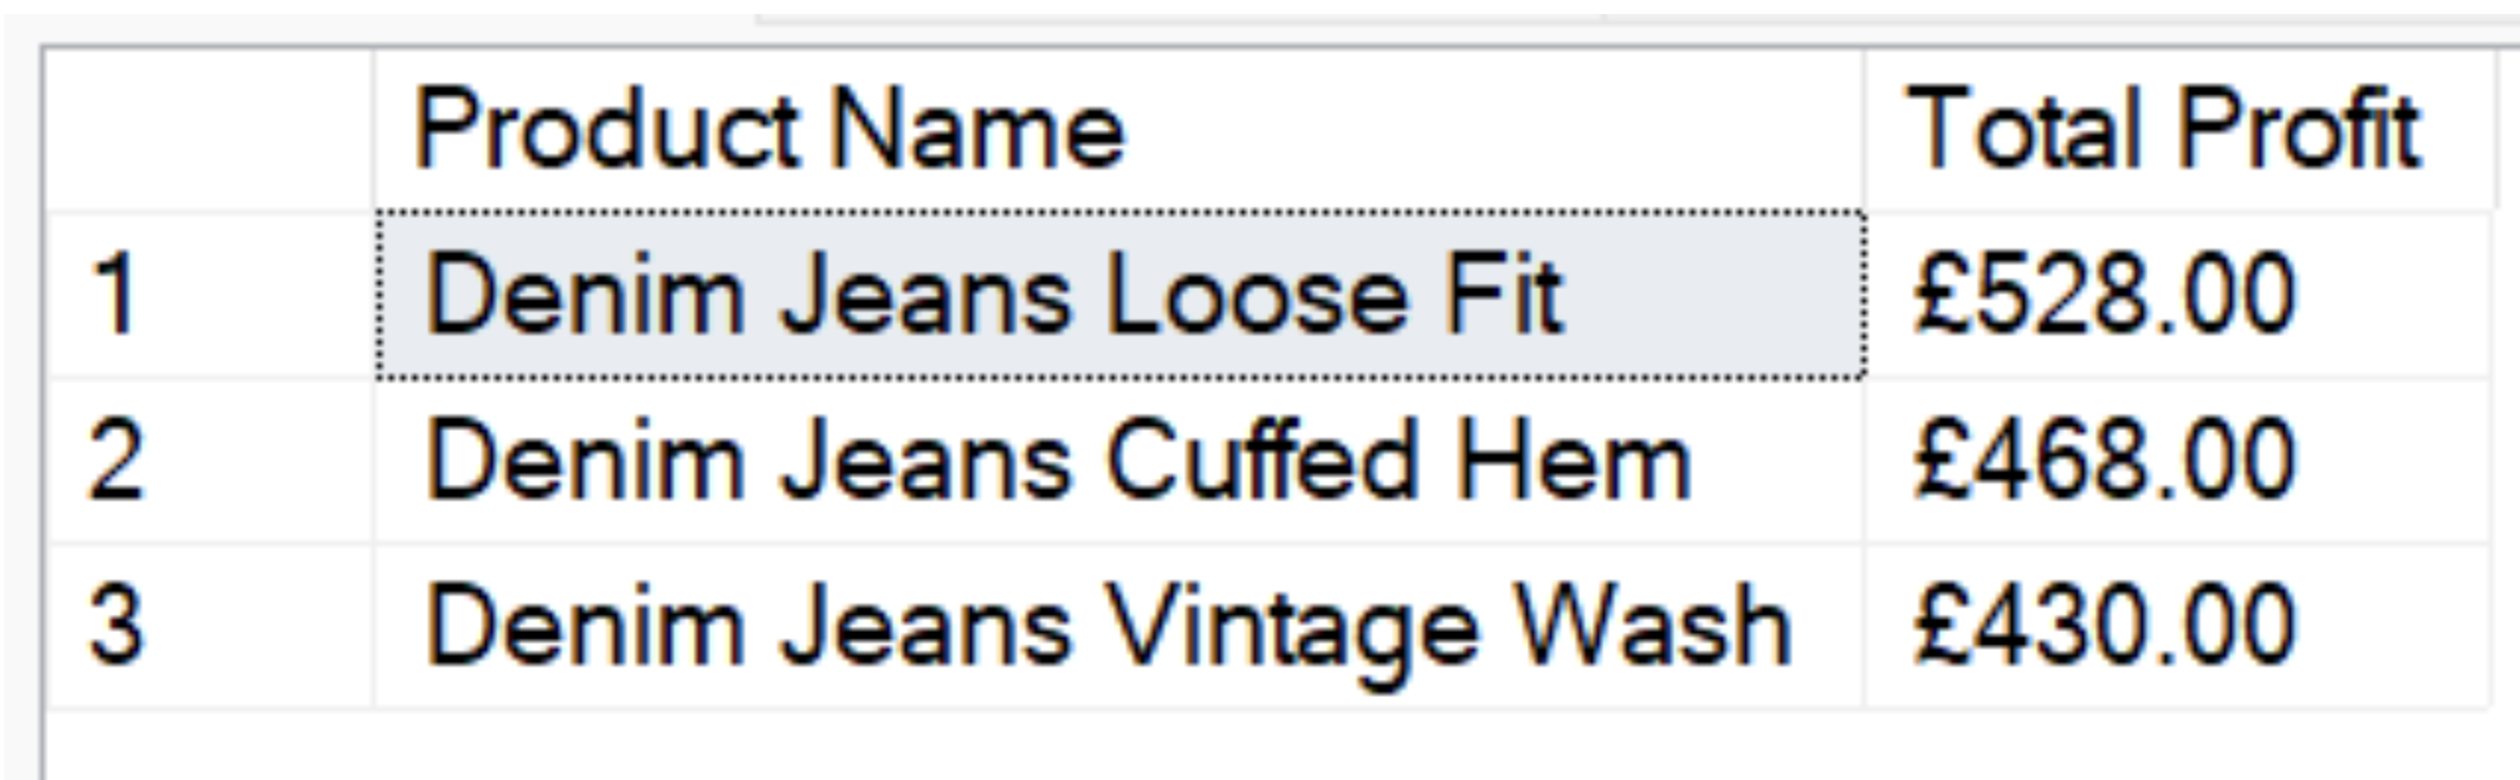 Product Name Total Profit
1 Denim Jeans Loose Fit £528.00
2 Denim Jeans Cuffed Hem £468.00
3 Denim Jeans Vintage Wash £430.00